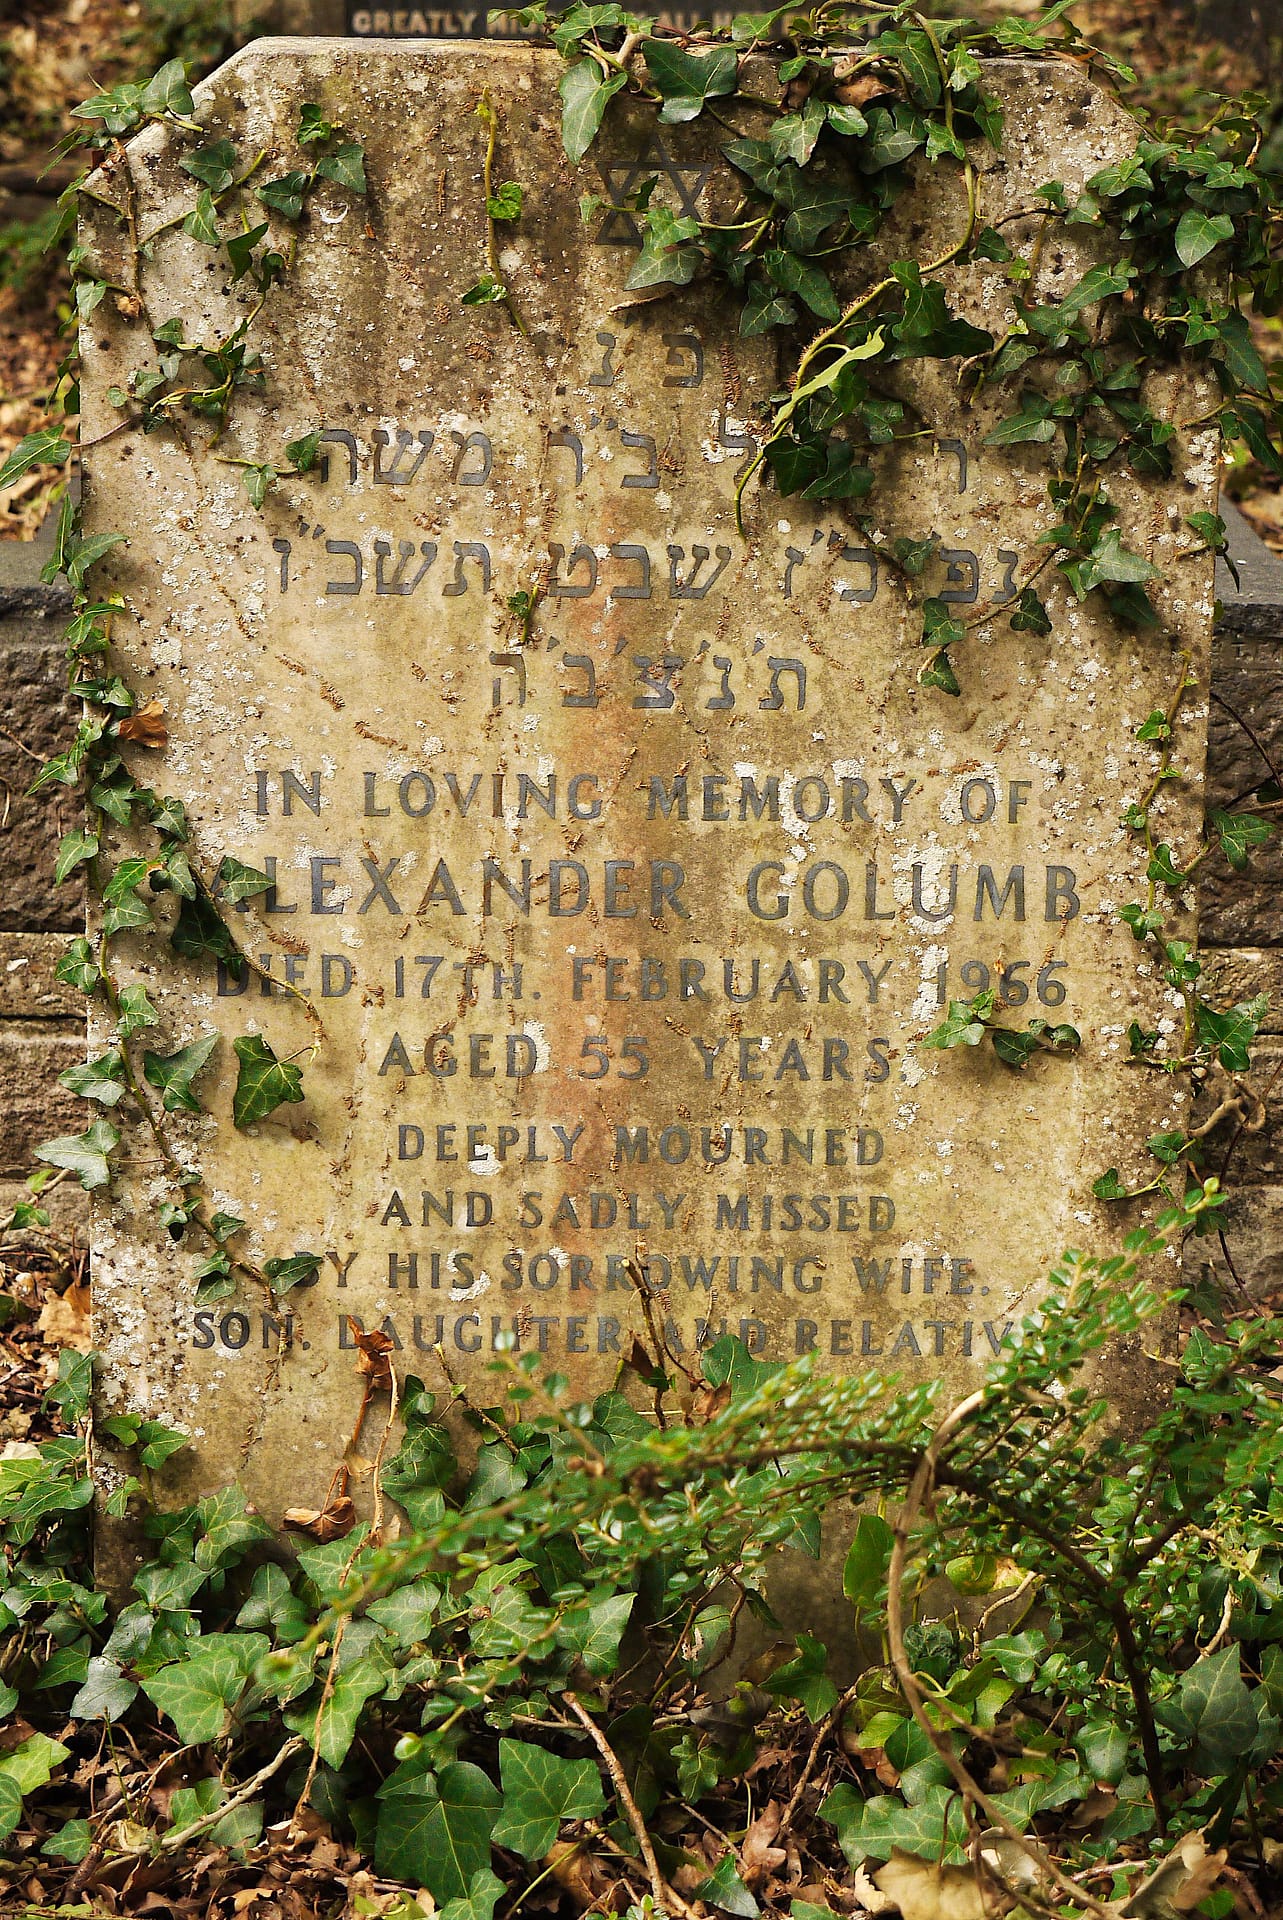 GREATLY
פ נ
ר ב״ר משה
נפ׳ כ״ז שבט תשכ״ו
ת׳נ׳צ׳ב׳ה
IN LOVING MEMORY OF
ALEXANDER GOLUMB
DIED 17TH. FEBRUARY 1966
AGED 55 YEARS.
DEEPLY MOURNED
AND SADLY MISSED
BY HIS SORROWING WIFE.
SON. DAUGHTER AND